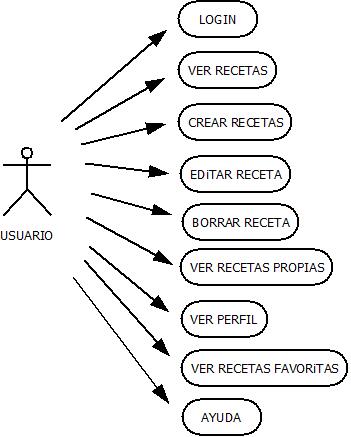 LOGIN
VER RECETAS
CREAR RECETAS
EDiTAR RECETA
USUARIO
BORRAR RECETA
VER RECETAS PROPIAS
VER PERFIL
VER RECETAS FAVORiTAS
AYUDA